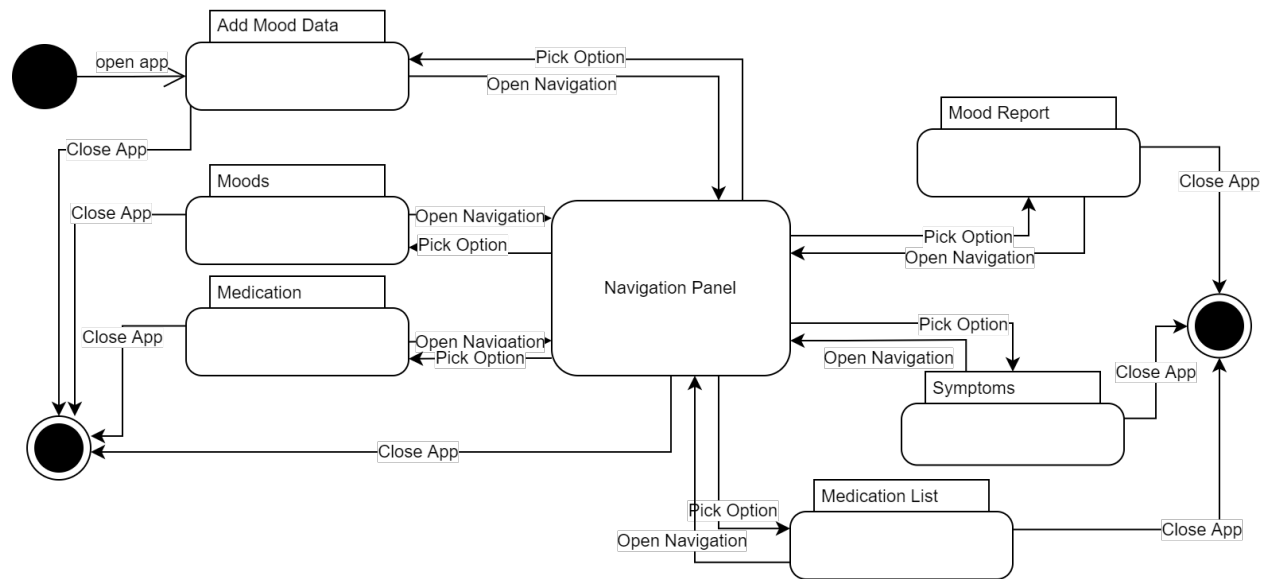 Add Mood Data
open app
Pick Option
Open Navigation
Close App
Mood Report
Close App
Moods
Close App
Open Navigation
Pick Option
Pick Option
Open Navigation
Navigation Panel
Medication
Close App
Open Navigation
Pick Option
Pick Option
Open Navigation
Symptoms
Close App
Close App
Medication List
Pick Option
Open Navigation
Close App